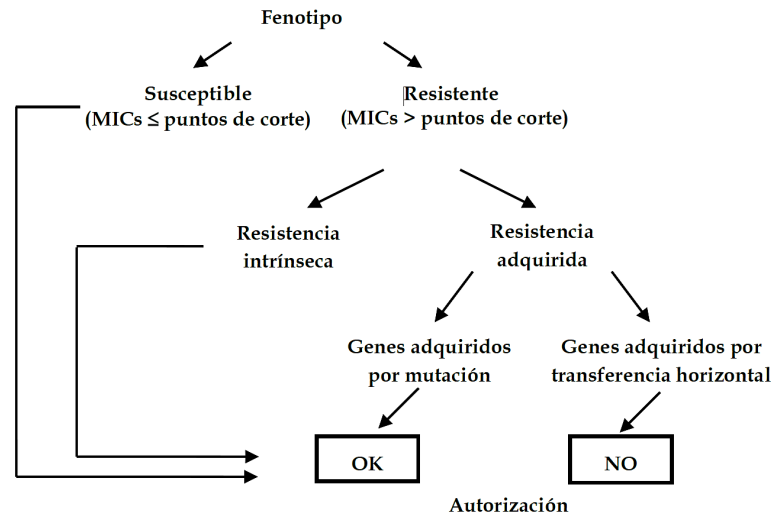 Fenotipo
Susceptible
(MICs ≤ puntos de corte)
Resistente
(MICs > puntos de corte)
Resistencia
intrínseca
Resistencia
adquirida
Genes adquiridos
por mutación
Genes adquiridos por
transferencia horizontal
OK
NO
Autorización